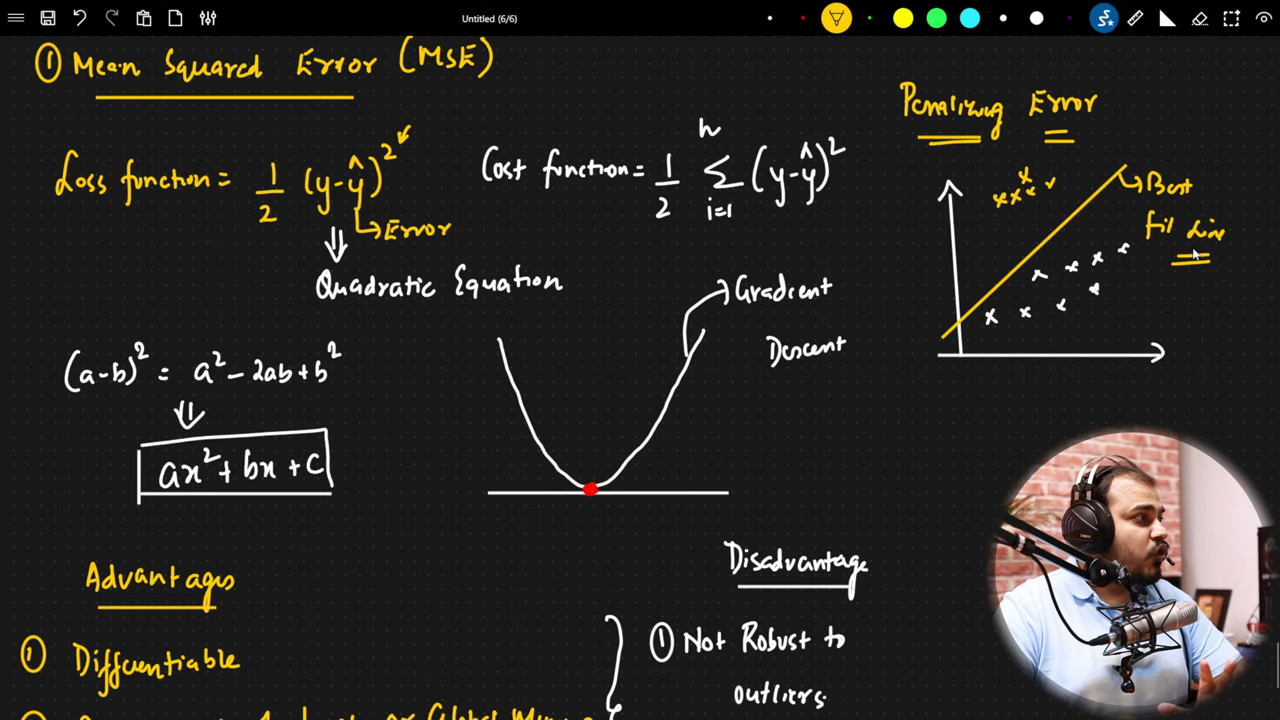 Untitled (6/6)
① Mean Squared Error (MSE)
Loss function = 1/2 (y-ŷ)²
Error
Quadratic Equation
Cost function = 1/2 Σ i=1 n (y-ŷ)²
(a-b)² = a² - 2ab + b²
ax² + bx + c
Gradient
Descent
Penalizing Error
Best
fit Line
Advantages
① Differentiable
Disadvantage
① Not Robust to
outliers.